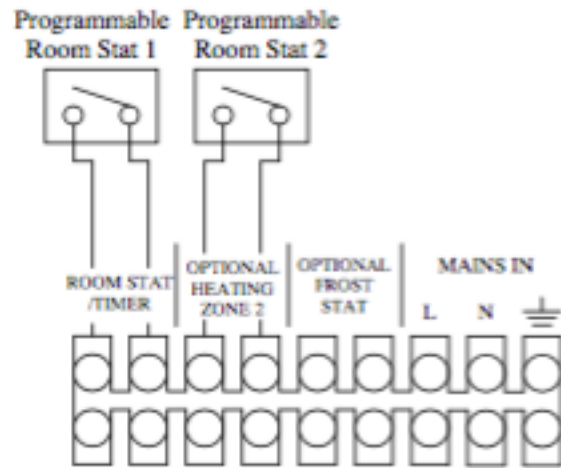 Programmable Programmable
Room Stat 1 Room Stat 2
ROOM STAT
/TIMER
OPTIONAL
HEATING
ZONE 2
OPTIONAL
FROST
STAT
MAINS IN
L N